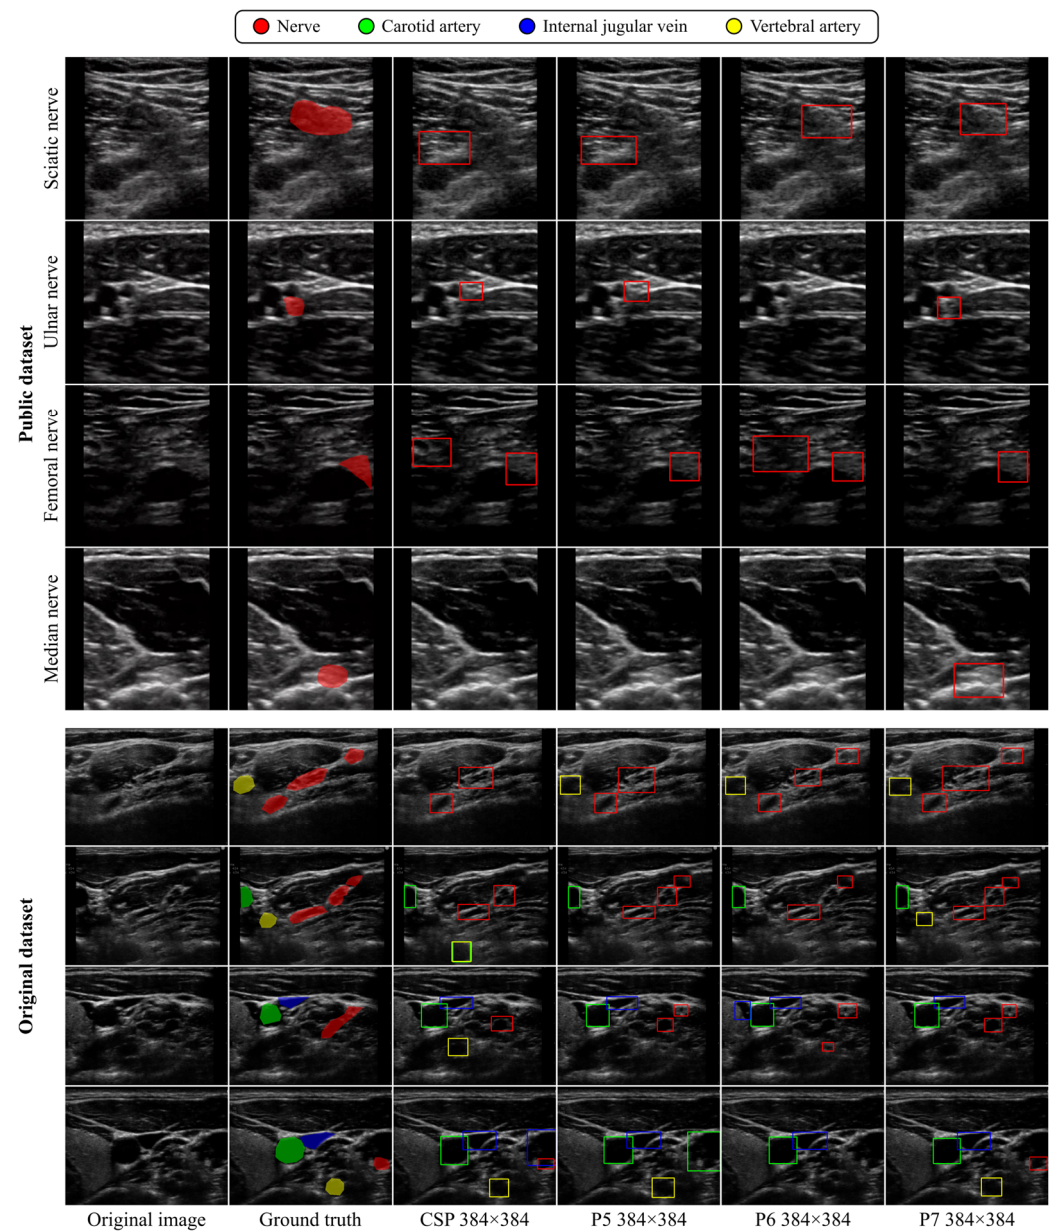 Nerve
Carotid artery
Internal jugular vein
Vertebral artery
Public dataset
Sciatic nerve
Ulnar nerve
Femoral nerve
Median nerve
Original dataset
Original image
Ground truth
CSP 384×384
P5 384×384
P6 384×384
P7 384×384